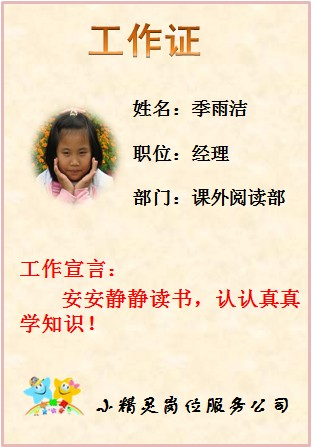 工作证
姓名：季雨洁
职位：经理
部门：课外阅读部
工作宣言：
安安静静读书，认认真真
学知识！
小精灵岗位服务公司